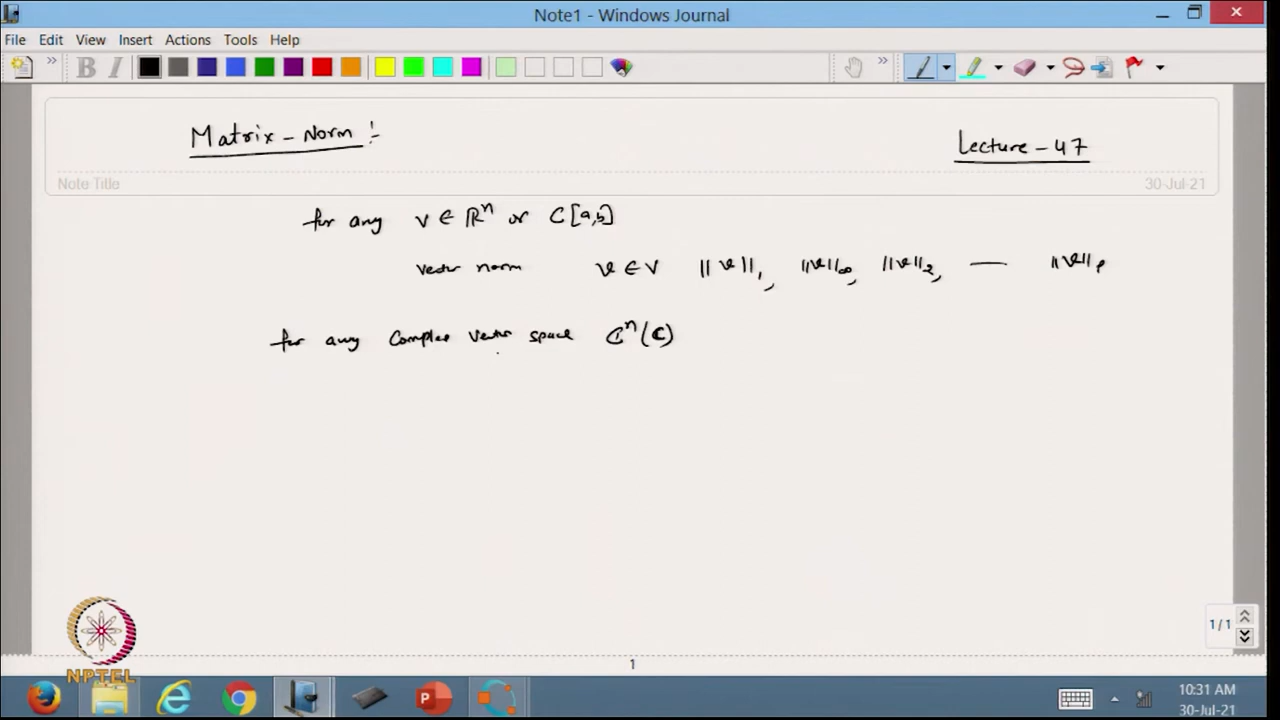 Note1 - Windows Journal
File Edit View Insert Actions Tools Help
B I
Matrix - Norm :-
Lecture - 47
Note Title
30-Jul-21
for any v ∈ ℝⁿ or C[a,b]
vector norm v ∈ V ||v||₁, ||v||∞, ||v||₂, — ||v||ₚ
for any Complex vector space ℂⁿ(ℂ)
1 / 1
NPTEL
1
10:31 AM
30-Jul-21